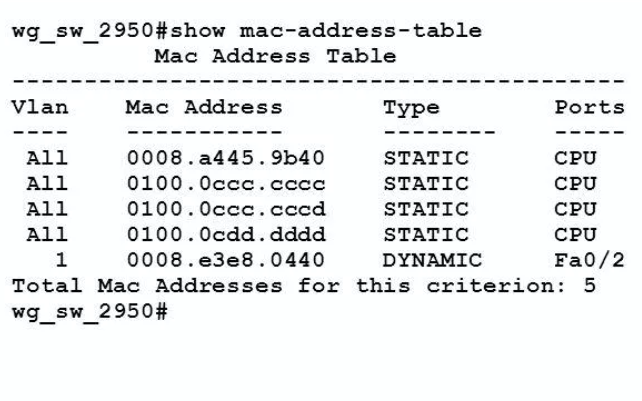 wg_sw_2950#show mac-address-table
Mac Address Table
-------------------------------------------
Vlan Mac Address Type Ports
---- ----------- -------- -----
All 0008.a445.9b40 STATIC CPU
All 0100.0ccc.cccc STATIC CPU
All 0100.0ccc.cccd STATIC CPU
All 0100.0cdd.dddd STATIC CPU
1 0008.e3e8.0440 DYNAMIC Fa0/2
Total Mac Addresses for this criterion: 5
wg_sw_2950#